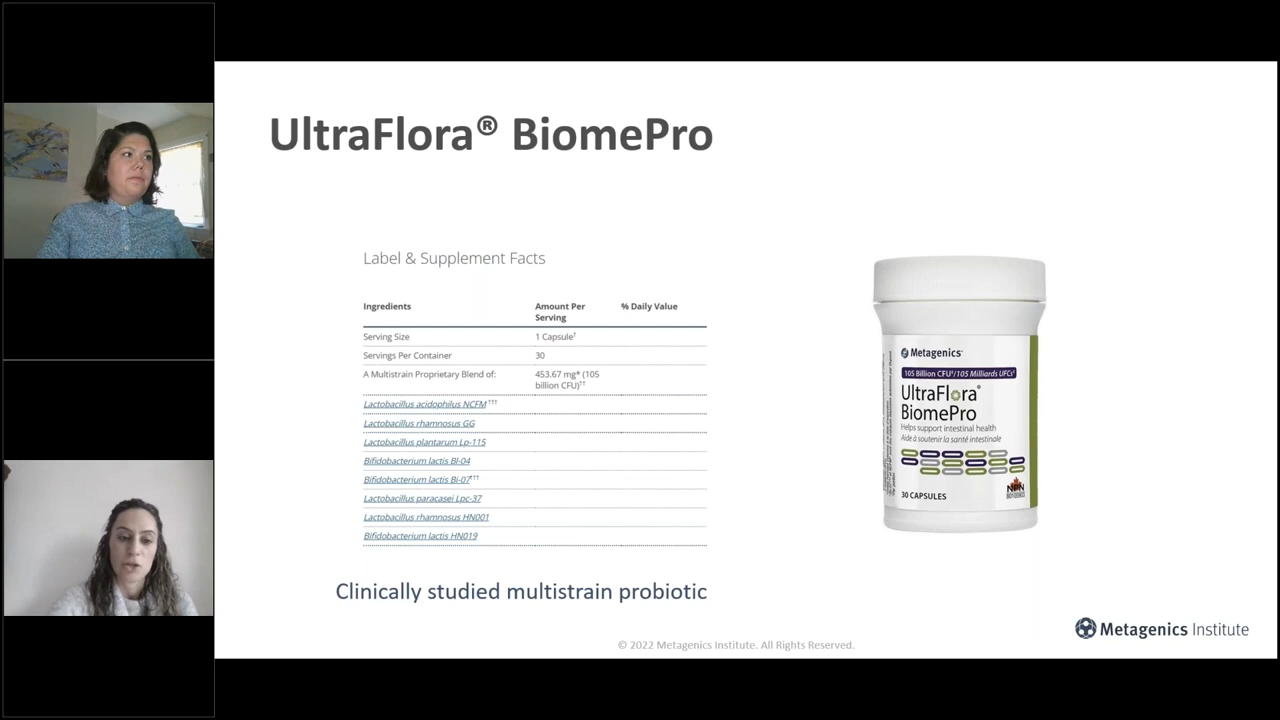 UltraFlora® BiomePro
Label & Supplement Facts
Ingredients Amount Per Serving % Daily Value
Serving Size 1 Capsule†
Servings Per Container 30
A Multistrain Proprietary Blend of: 453.67 mg* (105 billion CFU)††
Lactobacillus acidophilus NCFM †††
Lactobacillus rhamnosus GG
Lactobacillus plantarum Lp-115
Bifidobacterium lactis Bl-04
Bifidobacterium lactis Bi-07†††
Lactobacillus paracasei Lpc-37
Lactobacillus rhamnosus HN001
Bifidobacterium lactis HN019
Clinically studied multistrain probiotic
Metagenics
105 Billion CFU‡/105 Milliards UFCs‡
UltraFlora®
BiomePro
Helps support intestinal health
Aide à soutenir la santé intestinale
30 CAPSULES
NPN
Metagenics Institute
© 2022 Metagenics Institute. All Rights Reserved.